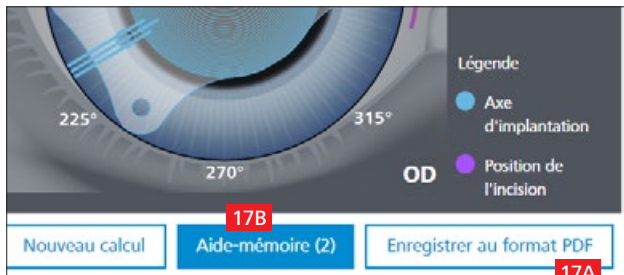 Légende
Axe
d'implantation
225°
315°
270°
OD
Position de
l'incision
17B
Nouveau calcul
Aide-mémoire (2)
Enregistrer au format PDF
17A